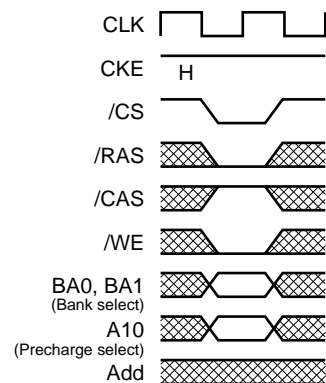 CLK
CKE
H
/CS
/RAS
/CAS
/WE
BA0, BA1
(Bank select)
A10
(Precharge select)
Add